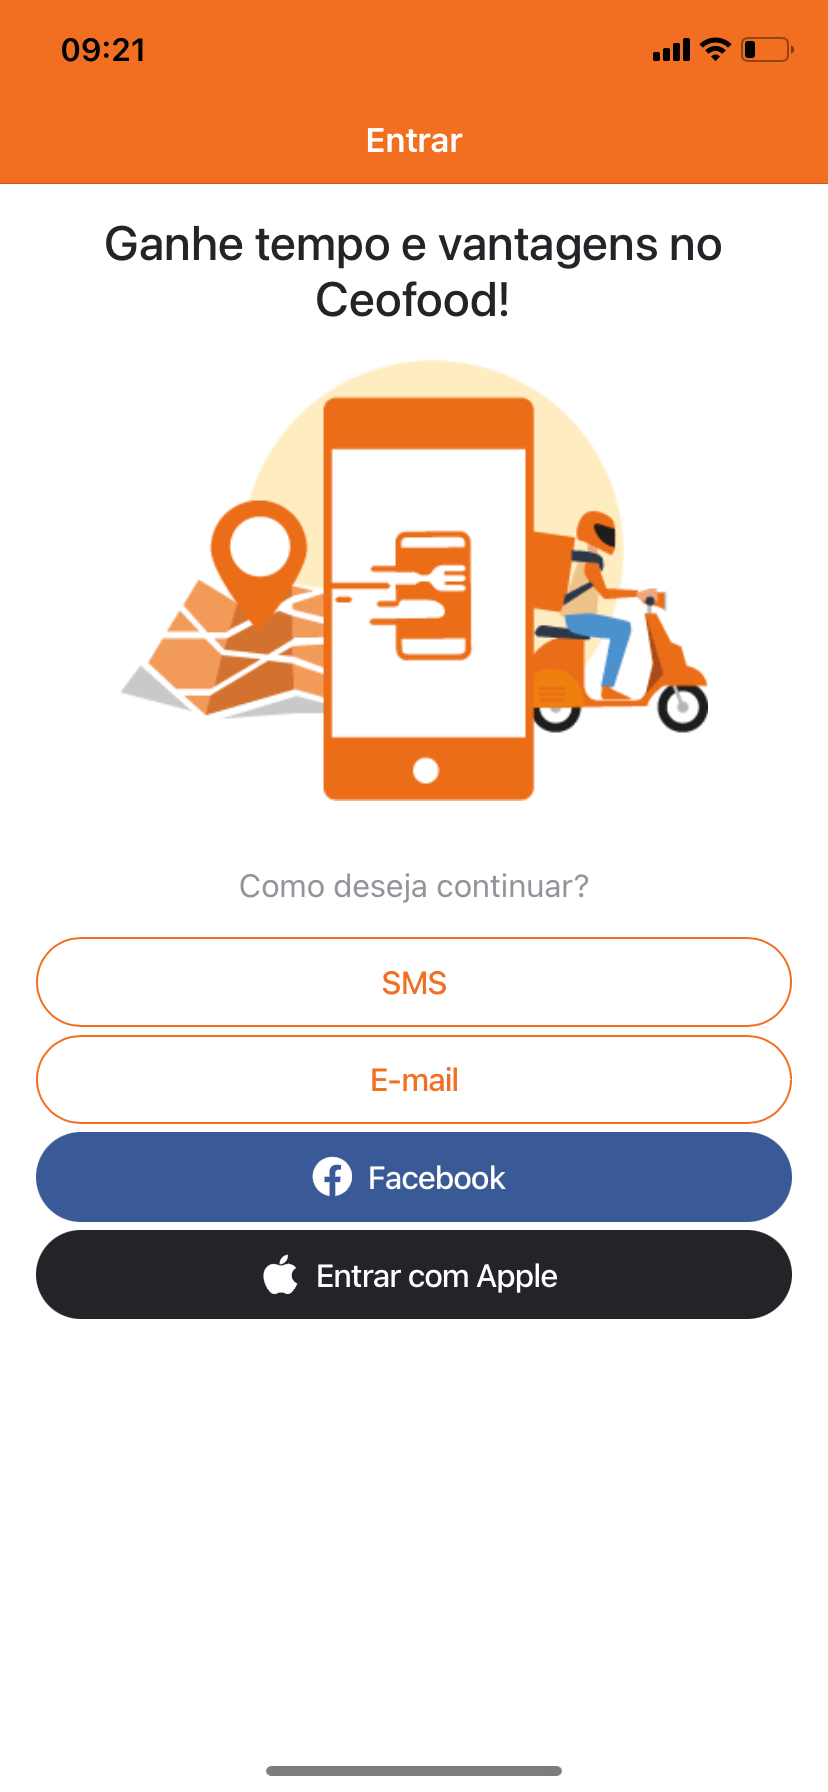 09:21
Entrar
Ganhe tempo e vantagens no
Ceofood!
Como deseja continuar?
SMS
E-mail
Facebook
Entrar com Apple